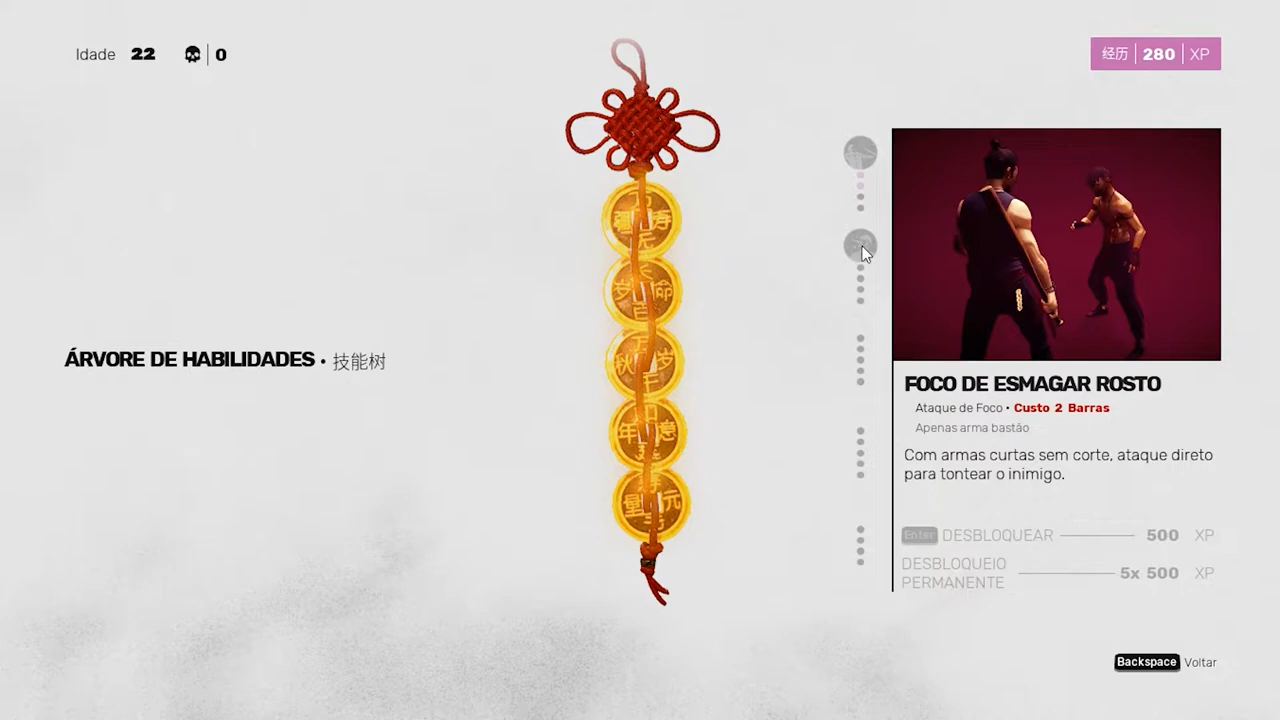 Idade 22 0
经历 280 XP
ÁRVORE DE HABILIDADES • 技能树
FOCO DE ESMAGAR ROSTO
Ataque de Foco • Custo 2 Barras
Apenas arma bastão
Com armas curtas sem corte, ataque direto
para tontear o inimigo.
Enter DESBLOQUEAR 500 XP
DESBLOQUEIO
PERMANENTE 5x 500 XP
Backspace Voltar